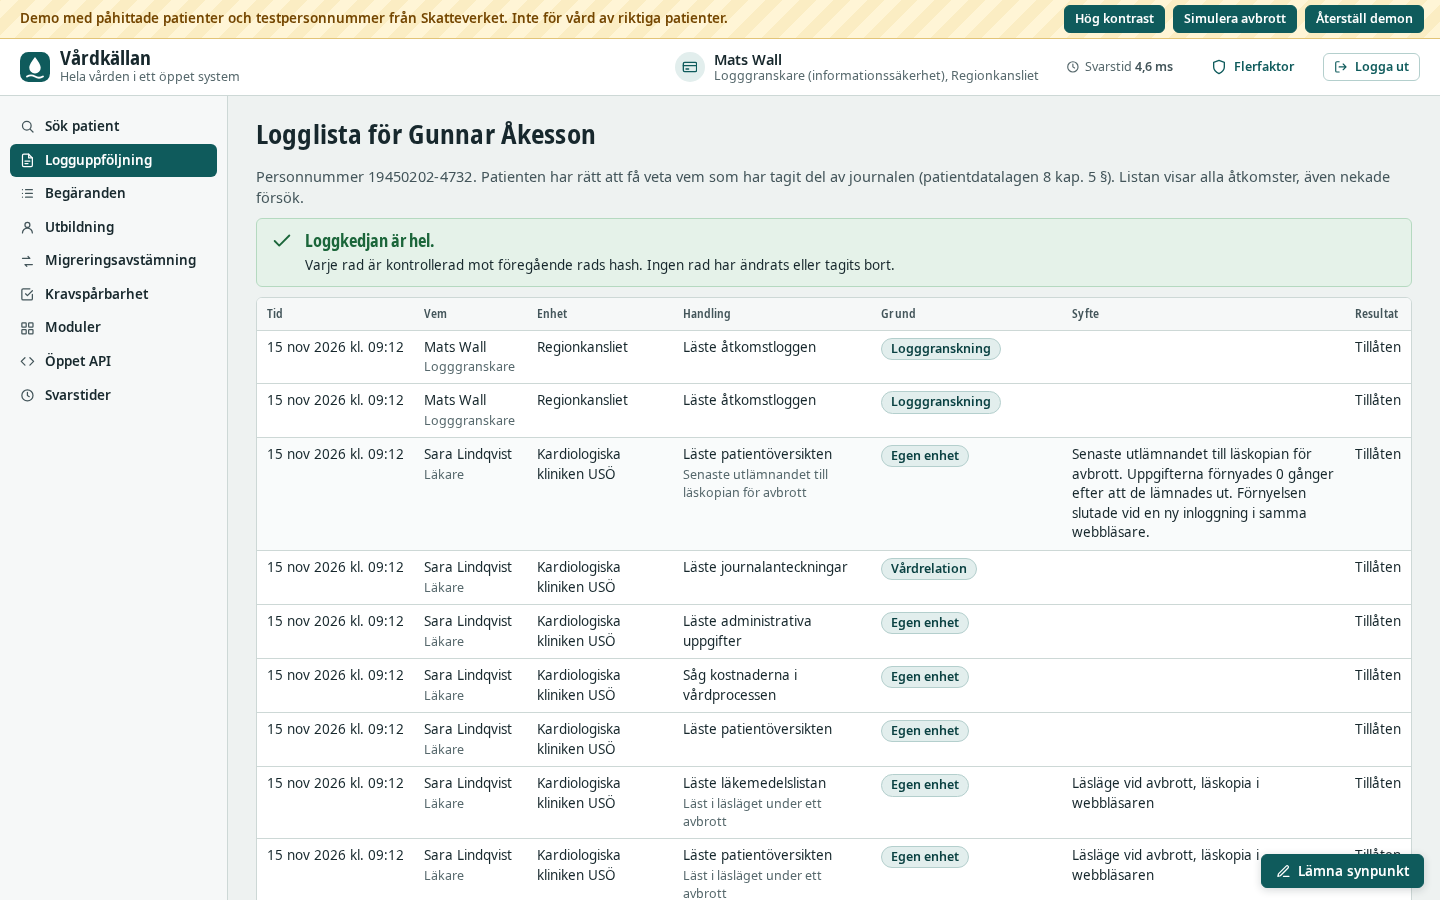 Demo med påhittade patienter och testpersonnummer från Skatteverket. Inte för vård av riktiga patienter.
Hög kontrast
Simulera avbrott
Återställ demon
Vårdkällan
Hela vården i ett öppet system
Mats Wall
Logggranskare (informationssäkerhet), Regionkansliet
Svarstid 4,6 ms
Flerfaktor
Logga ut
Sök patient
Logguppföljning
Begäranden
Utbildning
Migreringsavstämning
Kravspårbarhet
Moduler
Öppet API
Svarstider
Logglista för Gunnar Åkesson
Personnummer 19450202-4732. Patienten har rätt att få veta vem som har tagit del av journalen (patientdatalagen 8 kap. 5 §). Listan visar alla åtkomster, även nekade
försök.
Loggkedjan är hel.
Varje rad är kontrollerad mot föregående rads hash. Ingen rad har ändrats eller tagits bort.
Tid Vem Enhet Handling Grund Syfte Resultat
15 nov 2026 kl. 09:12 Mats Wall Regionkansliet Läste åtkomstloggen Logggranskning Tillåten
Logggranskare
15 nov 2026 kl. 09:12 Mats Wall Regionkansliet Läste åtkomstloggen Logggranskning Tillåten
Logggranskare
15 nov 2026 kl. 09:12 Sara Lindqvist Kardiologiska Läste patientöversikten Egen enhet Senaste utlämnandet till läskopian för Tillåten
Läkare kliniken USÖ Senaste utlämnandet till avbrott. Uppgifterna förnyades 0 gånger
läskopian för avbrott efter att de lämnades ut. Förnyelsen
slutade vid en ny inloggning i samma
webbläsare.
15 nov 2026 kl. 09:12 Sara Lindqvist Kardiologiska Läste journalanteckningar Vårdrelation Tillåten
Läkare kliniken USÖ
15 nov 2026 kl. 09:12 Sara Lindqvist Kardiologiska Läste administrativa Egen enhet Tillåten
Läkare kliniken USÖ uppgifter
15 nov 2026 kl. 09:12 Sara Lindqvist Kardiologiska Såg kostnaderna i Egen enhet Tillåten
Läkare kliniken USÖ vårdprocessen
15 nov 2026 kl. 09:12 Sara Lindqvist Kardiologiska Läste patientöversikten Egen enhet Tillåten
Läkare kliniken USÖ
15 nov 2026 kl. 09:12 Sara Lindqvist Kardiologiska Läste läkemedelslistan Egen enhet Läsläge vid avbrott, läskopia i Tillåten
Läkare kliniken USÖ Läst i läsläget under ett webbläsaren
avbrott
15 nov 2026 kl. 09:12 Sara Lindqvist Kardiologiska Läste patientöversikten Egen enhet Läsläge vid avbrott, läskopia i
Läkare kliniken USÖ Läst i läsläget under ett webbläsaren
avbrott
Lämna synpunkt